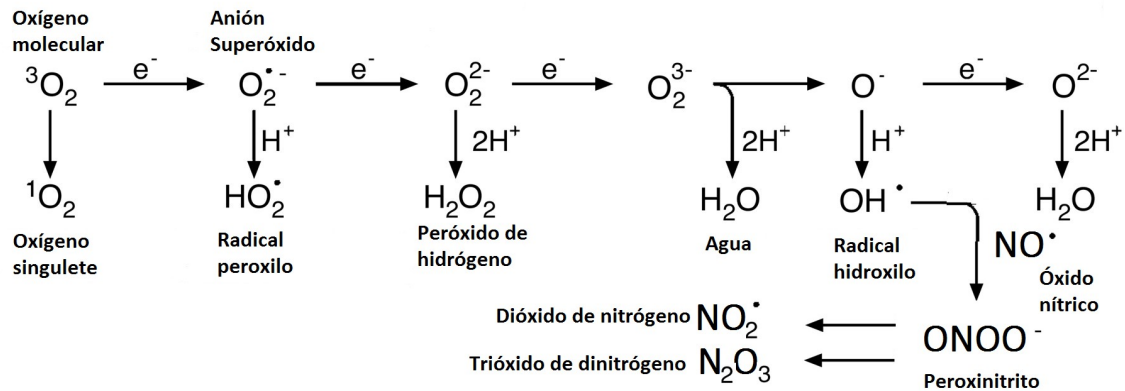 Oxígeno
molecular
Anión
Superóxido
³O₂ e⁻ O₂•⁻ e⁻ O₂²⁻ e⁻ O₂³⁻ O⁻ e⁻ O²⁻
H⁺ 2H⁺ 2H⁺ H⁺ 2H⁺
¹O₂ HO₂• H₂O₂ H₂O OH• H₂O
Oxígeno
singulete
Radical
peroxilo
Peróxido de
hidrógeno
Agua
Radical
hidroxilo
NO•
Óxido
nítrico
Dióxido de nitrógeno NO₂•
ONOO⁻
Trióxido de dinitrógeno N₂O₃
Peroxinitrito